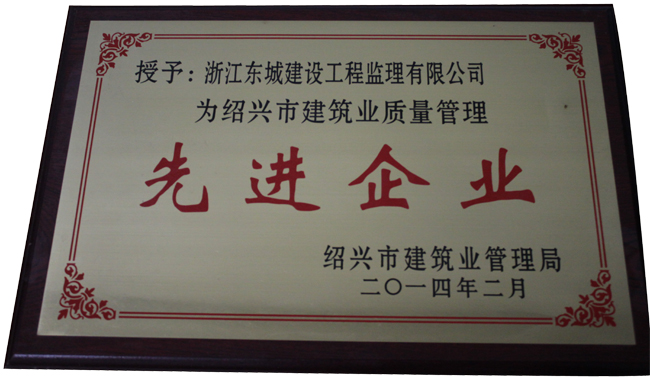 授予：浙江东城建设工程监理有限公司
为绍兴市建筑业质量管理
先进企业
绍兴市建筑业管理局
二〇一四年二月